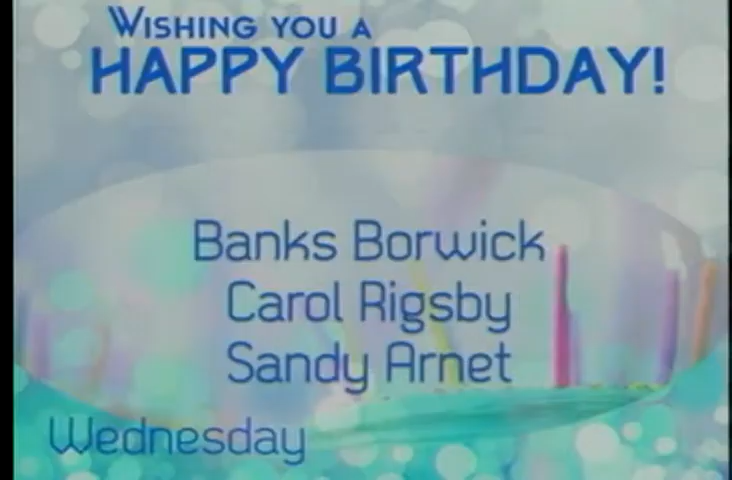 Wishing you a
HAPPY BIRTHDAY!
Banks Borwick
Carol Rigsby
Sandy Arnet
Wednesday